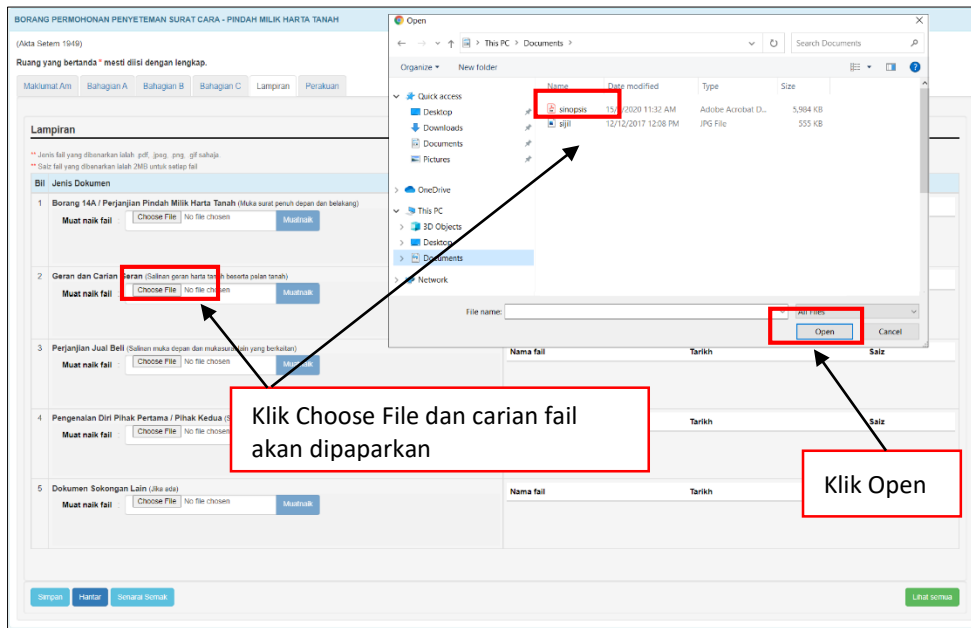 BORANG PERMOHONAN PENYETEMAN SURAT CARA - PINDAH MILIK HARTA TANAH
(Akta Setem 1949)
Ruang yang bertanda * mesti diisi dengan lengkap.
Maklumat Am Bahagian A Bahagian B Bahagian C Lampiran Perakuan
Lampiran
** Jenis fail yang dibenarkan ialah .pdf, .jpeg, .png, .gif sahaja.
** Saiz fail yang dibenarkan ialah 2MB untuk setiap fail
Bil Jenis Dokumen
1 Borang 14A / Perjanjian Pindah Milik Harta Tanah (Muka surat penuh depan dan belakang)
Muat naik fail : Choose File No file chosen Muatnaik
2 Geran dan Carian Geran (Salinan geran harta tanah beserta pelan tanah)
Muat naik fail : Choose File No file chosen Muatnaik
3 Perjanjian Jual Beli (Salinan muka depan dan mukasurat lain yang berkaitan)
Muat naik fail : Choose File No file chosen Muatnaik
Nama fail Tarikh Saiz
4 Pengenalan Diri Pihak Pertama / Pihak Kedua
Muat naik fail : Choose File No file chosen
Tarikh Saiz
5 Dokumen Sokongan Lain (Jika ada)
Muat naik fail : Choose File No file chosen Muatnaik
Nama fail Tarikh
Simpan Hantar Senarai Semak Lihat semua
Open
This PC > Documents >
Search Documents
Organize New folder
Name Date modified Type Size
sinopsis 15/ /2020 11:32 AM Adobe Acrobat D... 5,984 KB
sijil 12/12/2017 12:08 PM JPG File 555 KB
Quick access
Desktop
Downloads
Documents
Pictures
OneDrive
This PC
3D Objects
Desktop
Documents
Network
File name:
All Files
Open Cancel
Klik Choose File dan carian fail
akan dipaparkan
Klik Open